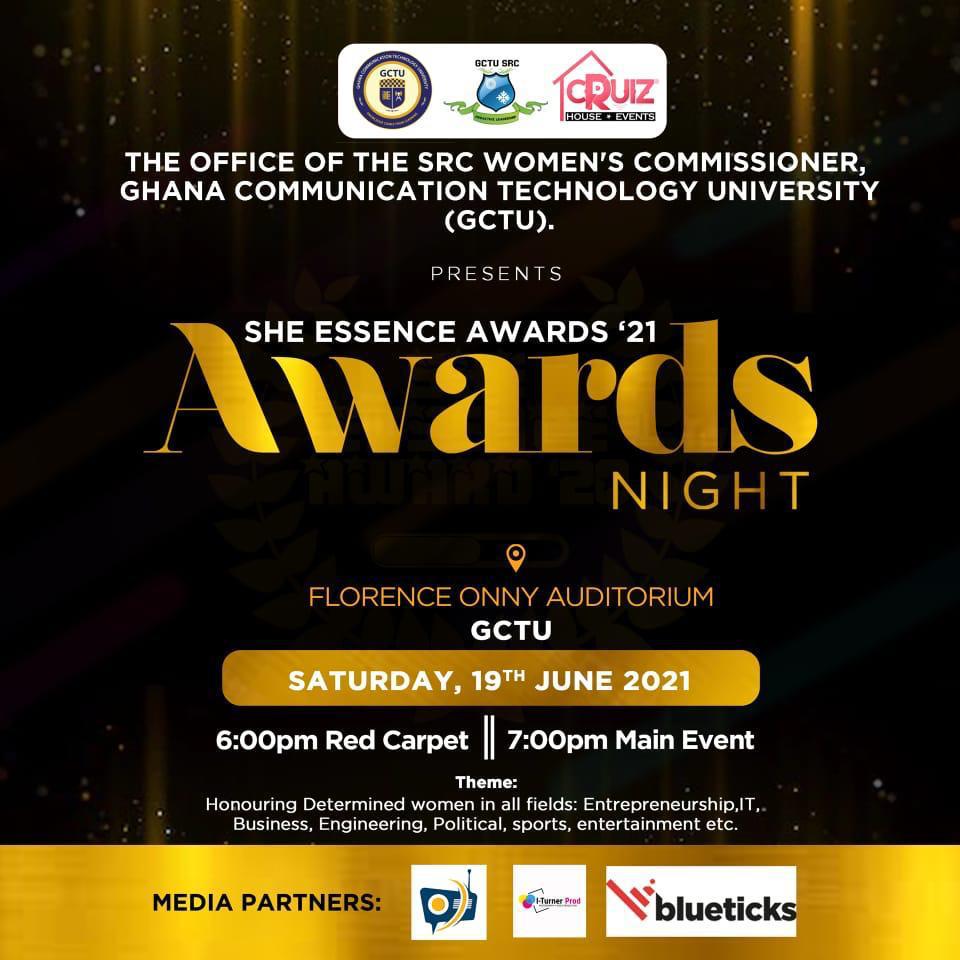 GCTU
GCTU SRC
CRUIZ
HOUSE ★ EVENTS
THE OFFICE OF THE SRC WOMEN'S COMMISSIONER,
GHANA COMMUNICATION TECHNOLOGY UNIVERSITY
(GCTU).
PRESENTS
SHE ESSENCE AWARDS ‘21
Awards
NIGHT
FLORENCE ONNY AUDITORIUM
GCTU
SATURDAY, 19TH JUNE 2021
6:00pm Red Carpet || 7:00pm Main Event
Theme:
Honouring Determined women in all fields: Entrepreneurship,IT,
Business, Engineering, Political, sports, entertainment etc.
MEDIA PARTNERS:
I-Turner Prod
blueticks